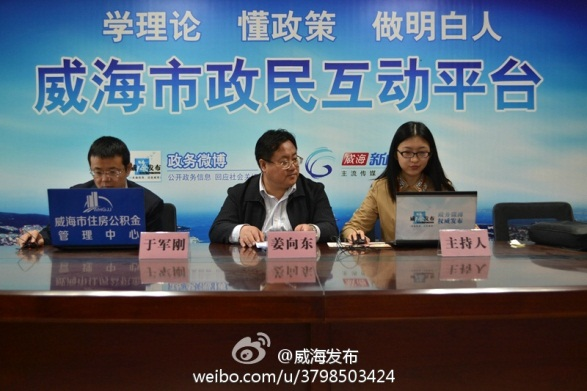 学理论 懂政策 做明白人
威海市政民互动平台
发布
政务微博
公开政务信息 回应社会关
威海新
主流传媒
威海市住房公积金
管理中心
于军刚
姜向东
主持人
@威海发布
weibo.com/u/3798503424